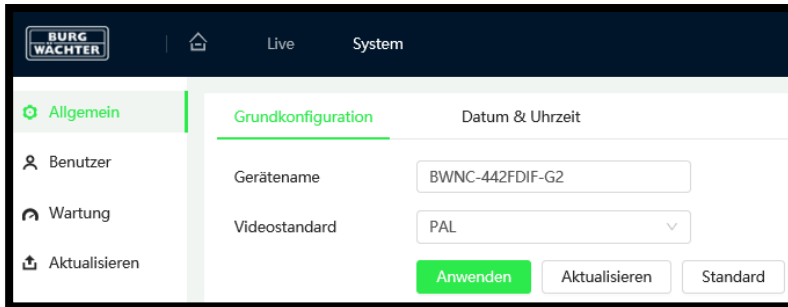 BURG
WÄCHTER
Live System
Allgemein
Benutzer
Wartung
Aktualisieren
Grundkonfiguration Datum & Uhrzeit
Gerätename BWNC-442FDIF-G2
Videostandard PAL
Anwenden Aktualisieren Standard